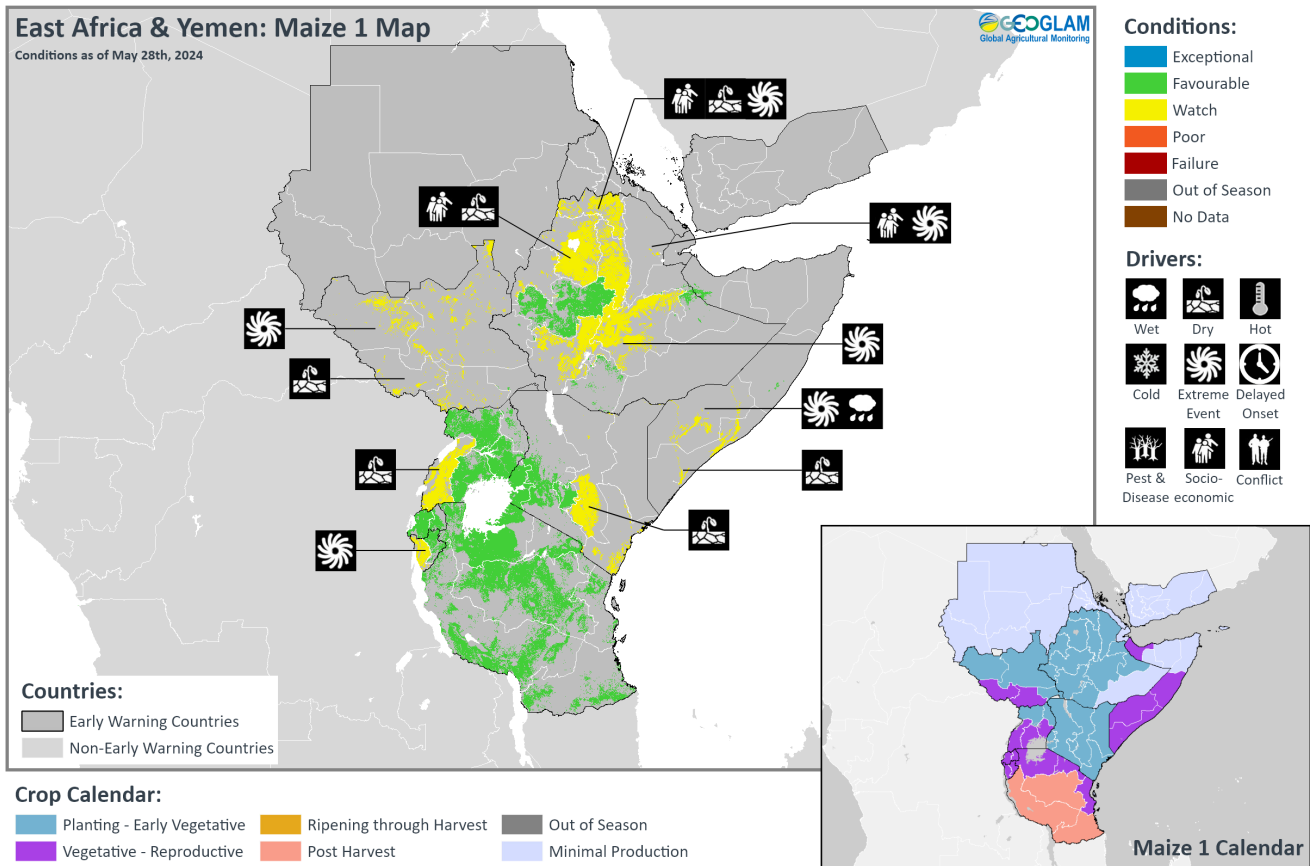 East Africa & Yemen: Maize 1 Map
Conditions as of May 28th, 2024
GEOGLAM
Global Agricultural Monitoring
Conditions:
Exceptional
Favourable
Watch
Poor
Failure
Out of Season
No Data
Drivers:
Wet
Dry
Hot
Cold
Extreme
Event
Delayed
Onset
Pest &
Disease
Socio-
economic
Conflict
Countries:
Early Warning Countries
Non-Early Warning Countries
Crop Calendar:
Planting - Early Vegetative
Ripening through Harvest
Out of Season
Vegetative - Reproductive
Post Harvest
Minimal Production
Maize 1 Calendar